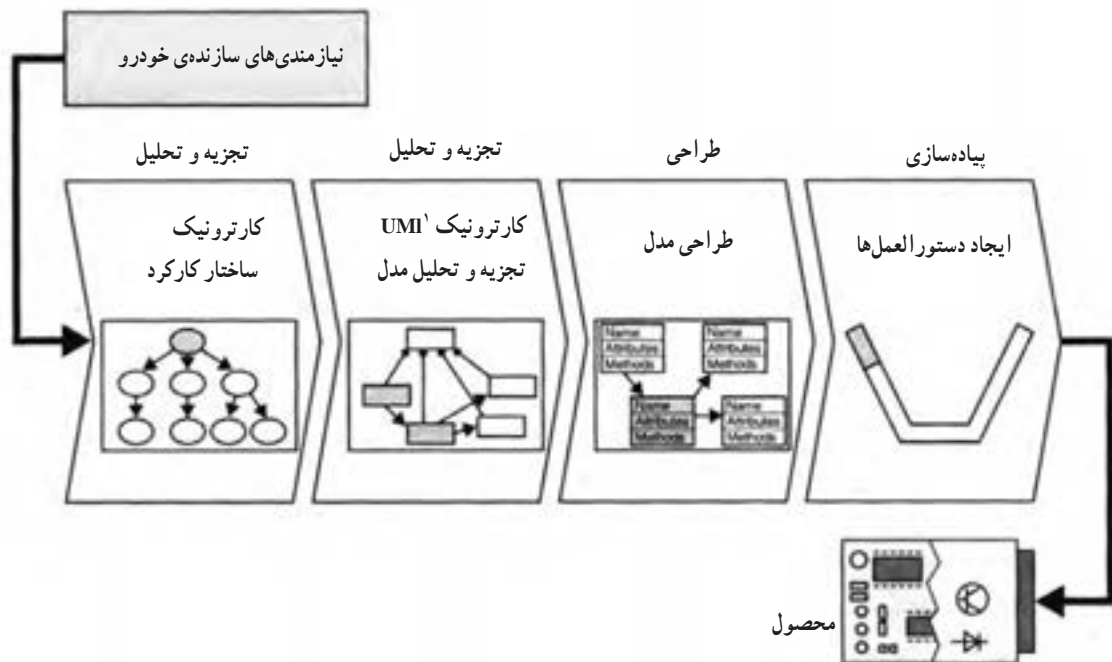 نیازمندی‌های سازنده‌ی خودرو
تجزیه و تحلیل
کارترونیک
ساختار کارکرد
تجزیه و تحلیل
کارترونیک UMl۱
تجزیه و تحلیل مدل
طراحی
طراحی مدل
Name
Attributes
Methods
Name
Attributes
Methods
Name
Attributes
Methods
Name
Attributes
Methods
پیاده‌سازی
ایجاد دستورالعمل‌ها
محصول